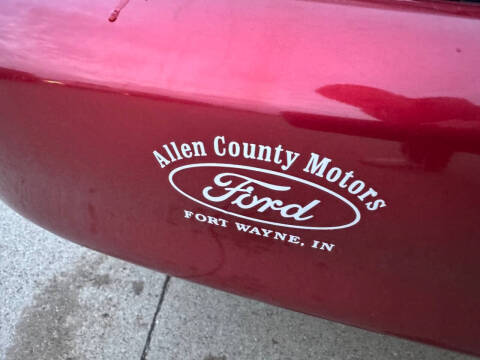 Allen County Motors
Ford
FORT WAYNE, IN